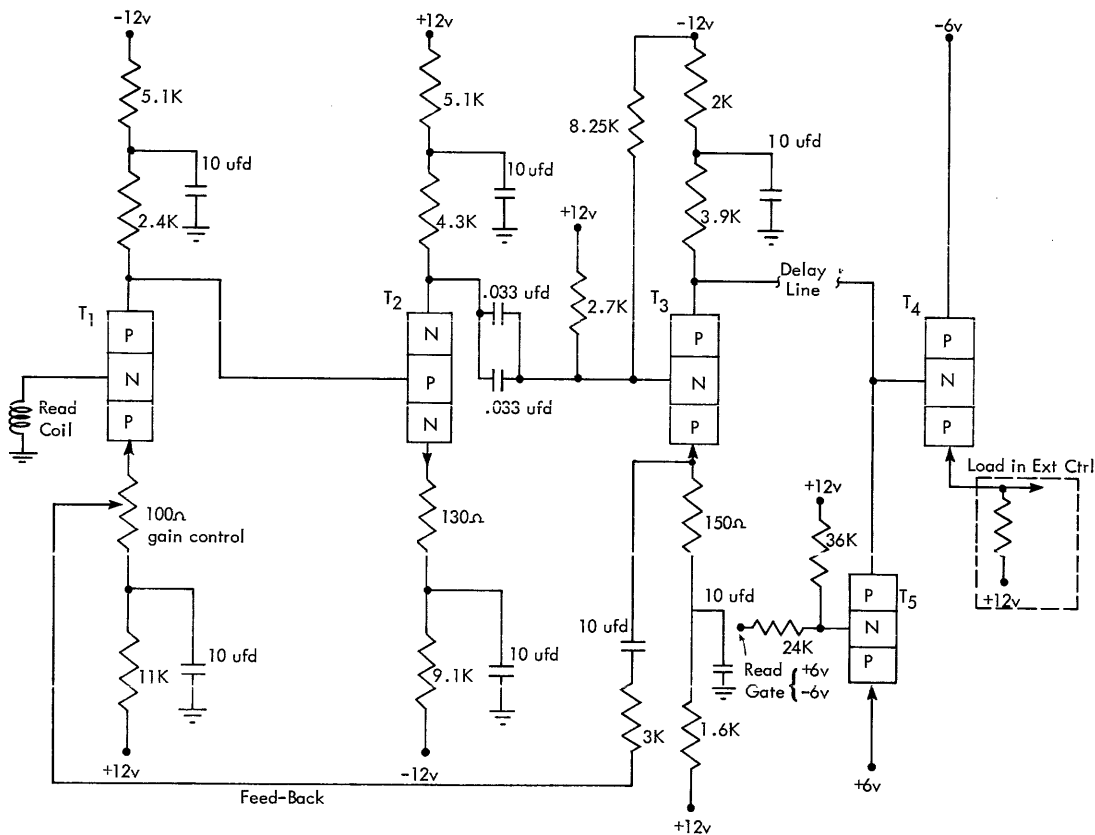 -12v
+12v
-12v
-6v
5.1K
5.1K
2K
8.25K
10 ufd
10 ufd
10 ufd
2.4K
4.3K
+12v
3.9K
Delay
Line
T1
T2
.033 ufd
2.7K
T3
T4
P
N
P
N
P
N
.033 ufd
P
N
P
P
N
P
Read
Coil
Load in Ext Ctrl
+12v
100Ω
gain control
130Ω
150Ω
36K
+12v
10 ufd
10 ufd
10 ufd
10 ufd
P
N
P
T5
24K
Read
Gate
{
+6v
-6v
11K
9.1K
3K
1.6K
+12v
-12v
+6v
Feed-Back
+12v